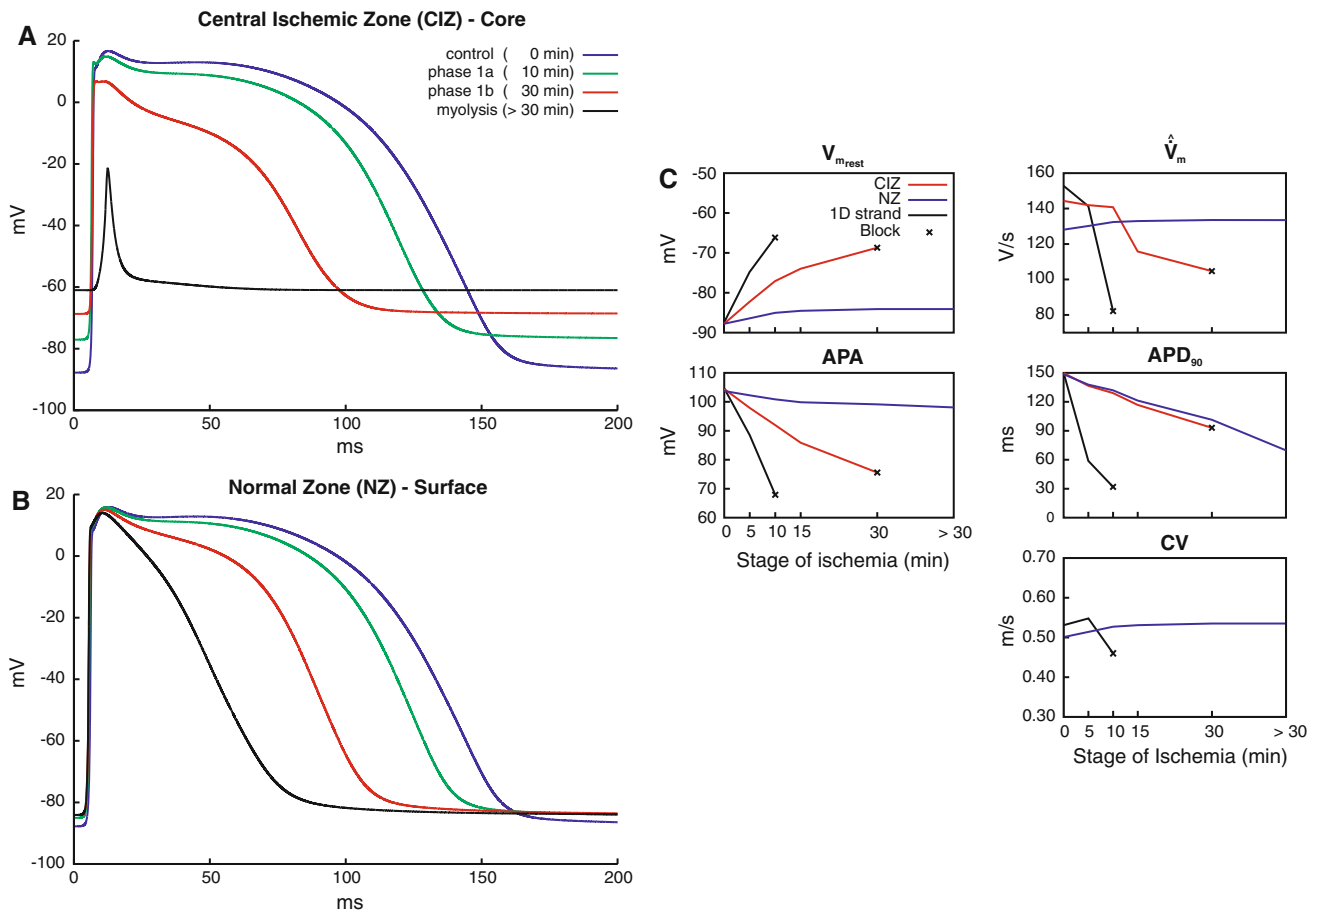 A
Central Ischemic Zone (CIZ) - Core
control ( 0 min)
phase 1a ( 10 min)
phase 1b ( 30 min)
myolysis (> 30 min)
20
0
-20
-40
-60
-80
-100
mV
0 50 100 150 200
ms
B
Normal Zone (NZ) - Surface
20
0
-20
-40
-60
-80
-100
mV
0 50 100 150 200
ms
C
Vmrest
-50
-60
-70
-80
-90
mV
CIZ
NZ
1D strand
Block
V̂̇m
160
140
120
100
80
V/s
APA
110
100
90
80
70
60
mV
0 5 10 15 30 > 30
Stage of ischemia (min)
APD90
150
120
90
60
30
0
ms
CV
0.70
0.60
0.50
0.40
0.30
m/s
0 5 10 15 30 > 30
Stage of Ischemia (min)